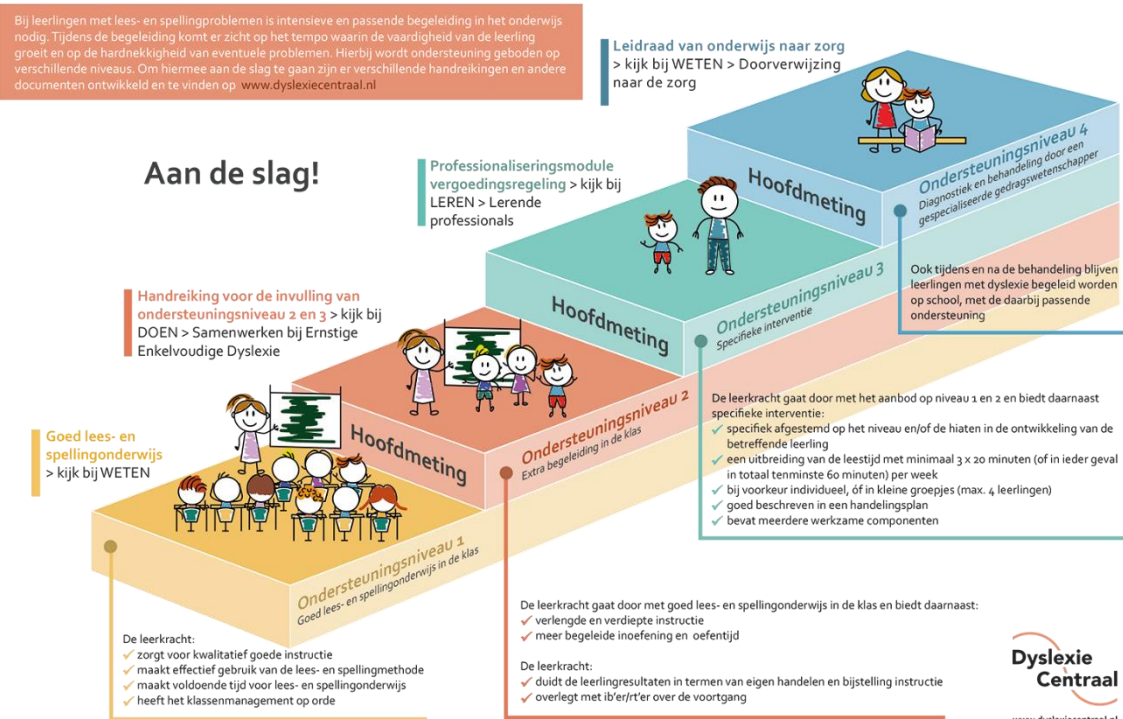 Bij leerlingen met lees- en spellingproblemen is intensieve en passende begeleiding in het onderwijs
nodig. Tijdens de begeleiding komt er zicht op het tempo waarin de vaardigheid van de leerling
groeit en op de hardnekkigheid van eventuele problemen. Hierbij wordt ondersteuning geboden op
verschillende niveaus. Om hiermee aan de slag te gaan zijn er verschillende handreikingen en andere
documenten ontwikkeld en te vinden op www.dyslexiecentraal.nl
Aan de slag!
Leidraad van onderwijs naar zorg
> kijk bij WETEN > Doorverwijzing
naar de zorg
Professionaliseringsmodule
vergoedingsregeling > kijk bij
LEREN > Lerende
professionals
Handreiking voor de invulling van
ondersteuningsniveau 2 en 3 > kijk bij
DOEN > Samenwerken bij Ernstige
Enkelvoudige Dyslexie
Goed lees- en
spellingonderwijs
> kijk bij WETEN
Hoofdmeting
Hoofdmeting
Hoofdmeting
Ondersteuningsniveau 4
Diagnostiek en behandeling door een
gespecialiseerde gedragswetenschapper
Ook tijdens en na de behandeling blijven
leerlingen met dyslexie begeleid worden
op school, met de daarbij passende
ondersteuning
Ondersteuningsniveau 3
Specifieke interventie
De leerkracht gaat door met het aanbod op niveau 1 en 2 en biedt daarnaast
specifieke interventie:
✓ specifiek afgestemd op het niveau en/of de hiaten in de ontwikkeling van de
betreffende leerling
✓ een uitbreiding van de leestijd met minimaal 3 x 20 minuten (of in ieder geval
in totaal tenminste 60 minuten) per week
✓ bij voorkeur individueel, óf in kleine groepjes (max. 4 leerlingen)
✓ goed beschreven in een handelingsplan
✓ bevat meerdere werkzame componenten
Ondersteuningsniveau 2
Extra begeleiding in de klas
De leerkracht gaat door met goed lees- en spellingonderwijs in de klas en biedt daarnaast:
✓ verlengde en verdiepte instructie
✓ meer begeleide inoefening en oefentijd
De leerkracht:
✓ duidt de leerlingresultaten in termen van eigen handelen en bijstelling instructie
✓ overlegt met ib'er/rt'er over de voortgang
Ondersteuningsniveau 1
Goed lees- en spellingonderwijs in de klas
De leerkracht:
✓ zorgt voor kwalitatief goede instructie
✓ maakt effectief gebruik van de lees- en spellingmethode
✓ maakt voldoende tijd voor lees- en spellingonderwijs
✓ heeft het klassenmanagement op orde
Dyslexie
Centraal
www.dyslexiecentraal.nl